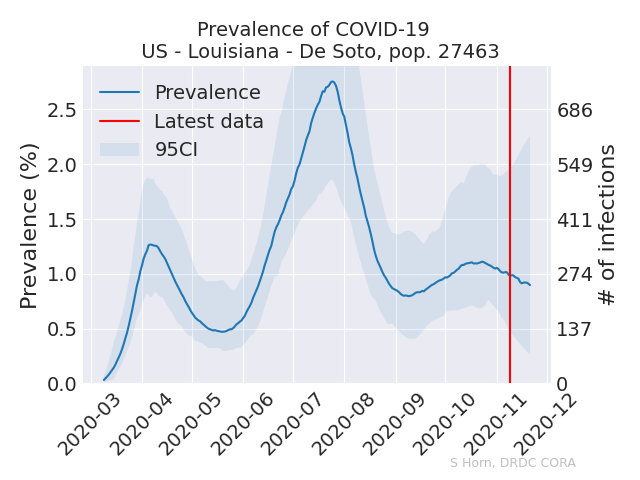 Prevalence of COVID-19
US - Louisiana - De Soto, pop. 27463
Prevalence
Latest data
95CI
Prevalence (%)
2.5
2.0
1.5
1.0
0.5
0.0
686
549
411
274
137
0
# of infections
2020-03
2020-04
2020-05
2020-06
2020-07
2020-08
2020-09
2020-10
2020-11
2020-12
S Horn, DRDC CORA